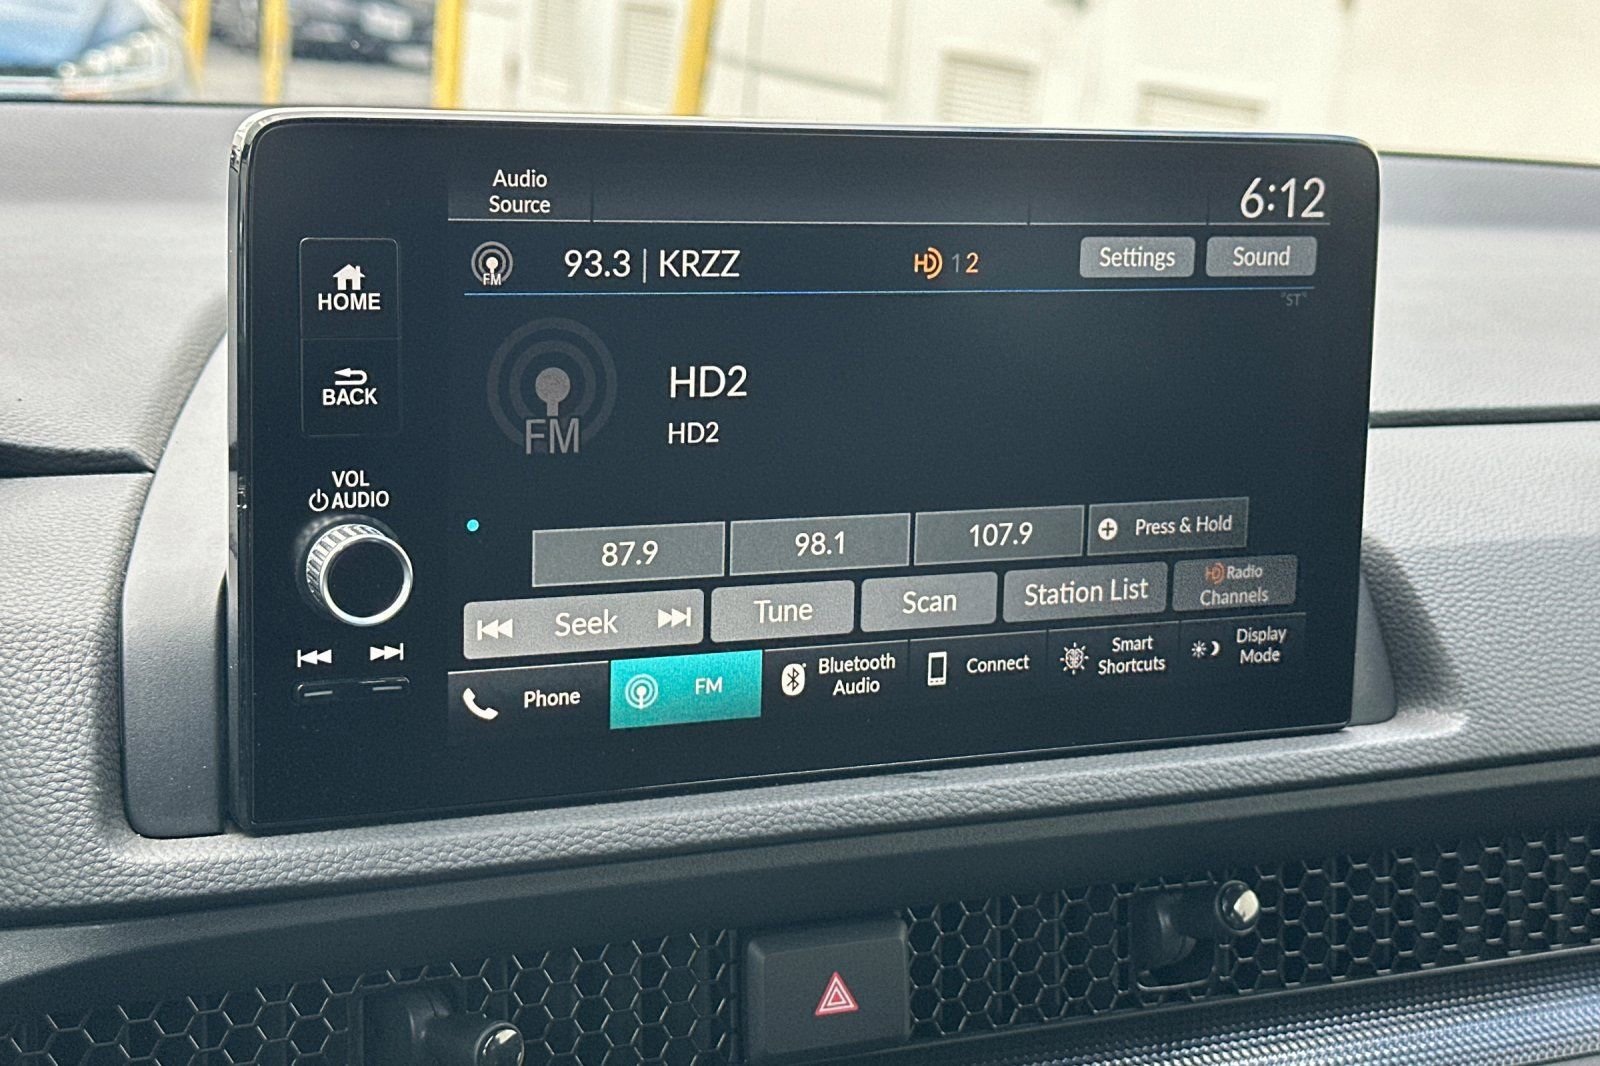 Audio
Source
6:12
FM
93.3 | KRZZ
HD 1 2
Settings
Sound
"ST"
HOME
BACK
VOL
AUDIO
FM
HD2
HD2
87.9
98.1
107.9
Press & Hold
Seek
Tune
Scan
Station List
HD Radio
Channels
Phone
FM
Bluetooth
Audio
Connect
Smart
Shortcuts
Display
Mode